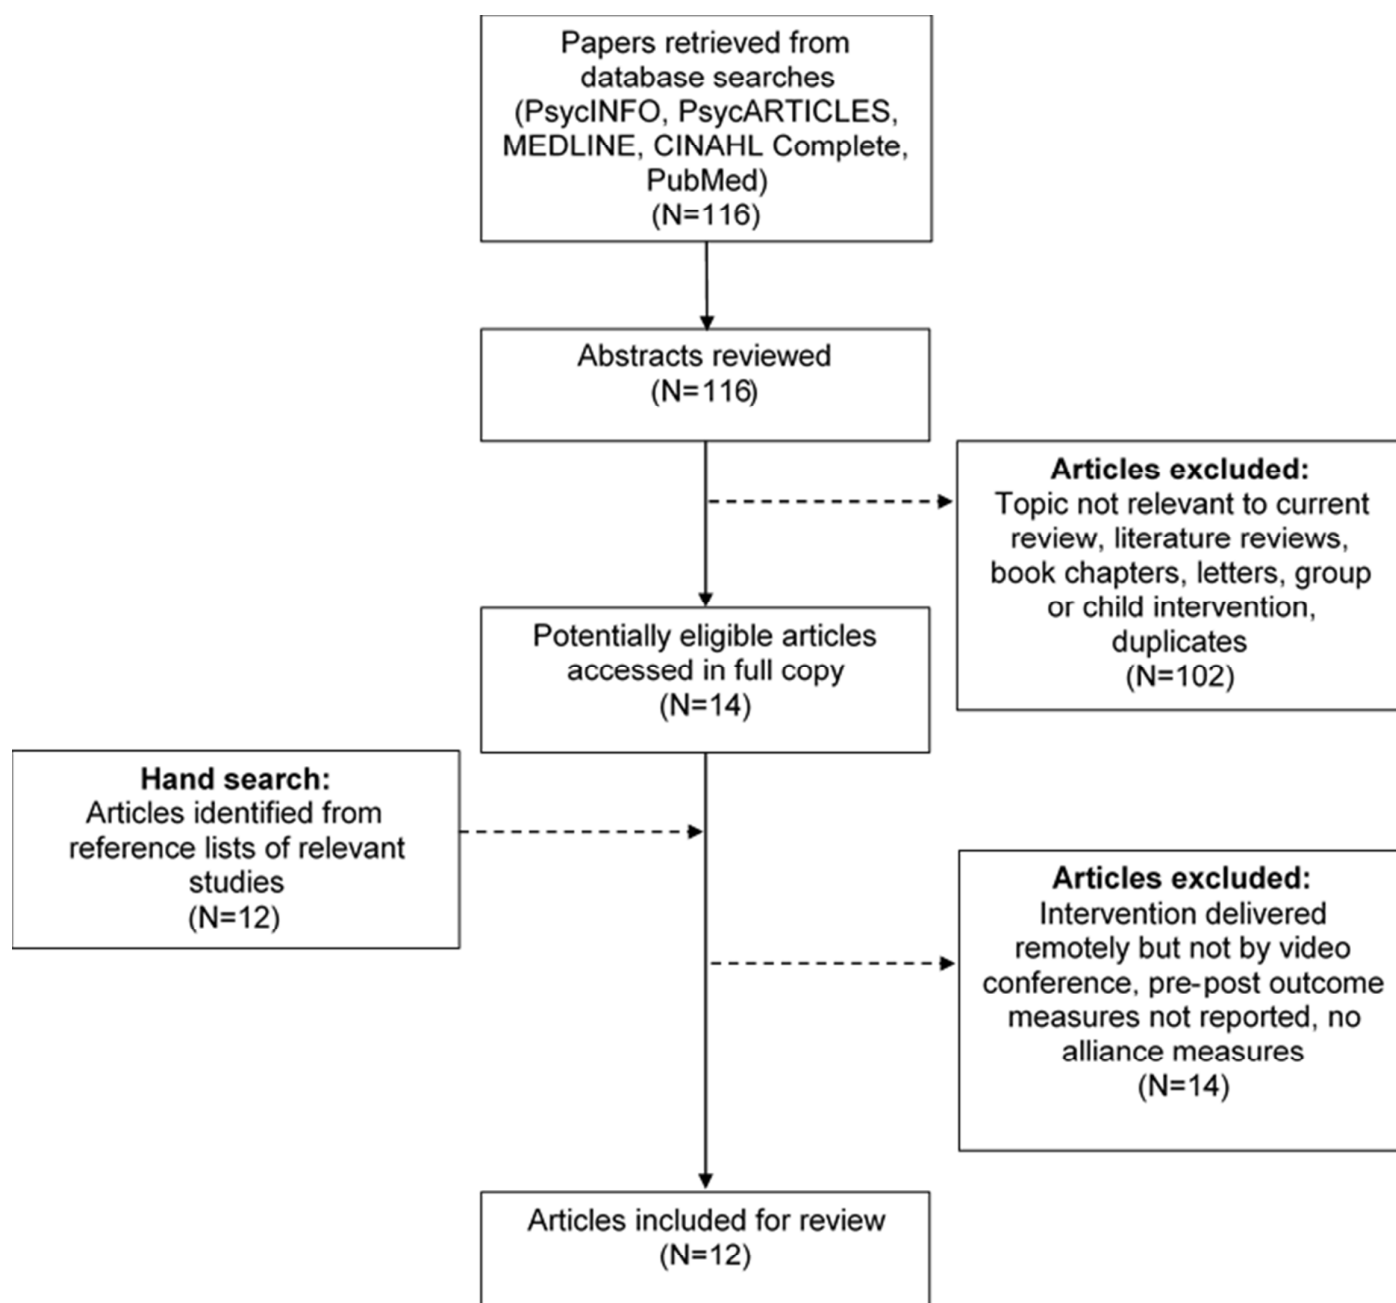 Papers retrieved from
database searches
(PsycINFO, PsycARTICLES,
MEDLINE, CINAHL Complete,
PubMed)
(N=116)
Abstracts reviewed
(N=116)
Articles excluded:
Topic not relevant to current
review, literature reviews,
book chapters, letters, group
or child intervention,
duplicates
(N=102)
Potentially eligible articles
accessed in full copy
(N=14)
Hand search:
Articles identified from
reference lists of relevant
studies
(N=12)
Articles excluded:
Intervention delivered
remotely but not by video
conference, pre-post outcome
measures not reported, no
alliance measures
(N=14)
Articles included for review
(N=12)